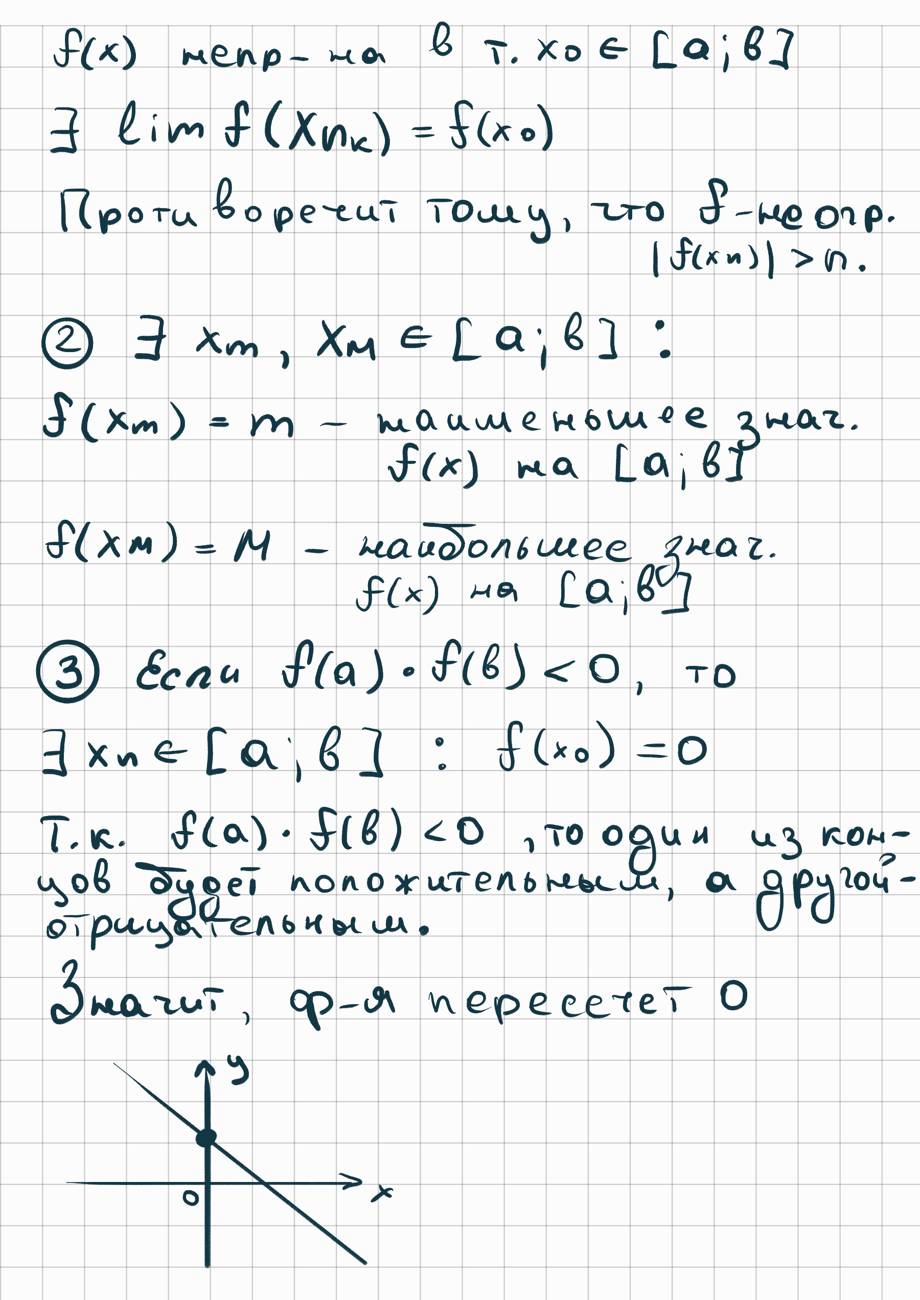 f(x) непр-на в т. x₀ ∈ [a; в]
∃ lim f(xₙₖ) = f(x₀)
Противоречит тому, что f-неогр.
|f(xₙ)| > n.
② ∃ xₘ, x_M ∈ [a; в] :
f(xₘ) = m - наименьшее знач.
f(x) на [a; в]
f(x_M) = M - наибольшее знач.
f(x) на [a; в]
③ Если f(a) · f(в) < 0, то
∃ xₙ ∈ [a; в] : f(x₀) = 0
Т.к. f(a) · f(в) < 0, то один из кон-
цов будет положительным, а другой-
отрицательным.
Значит, ф-я пересечет 0
y
0
x